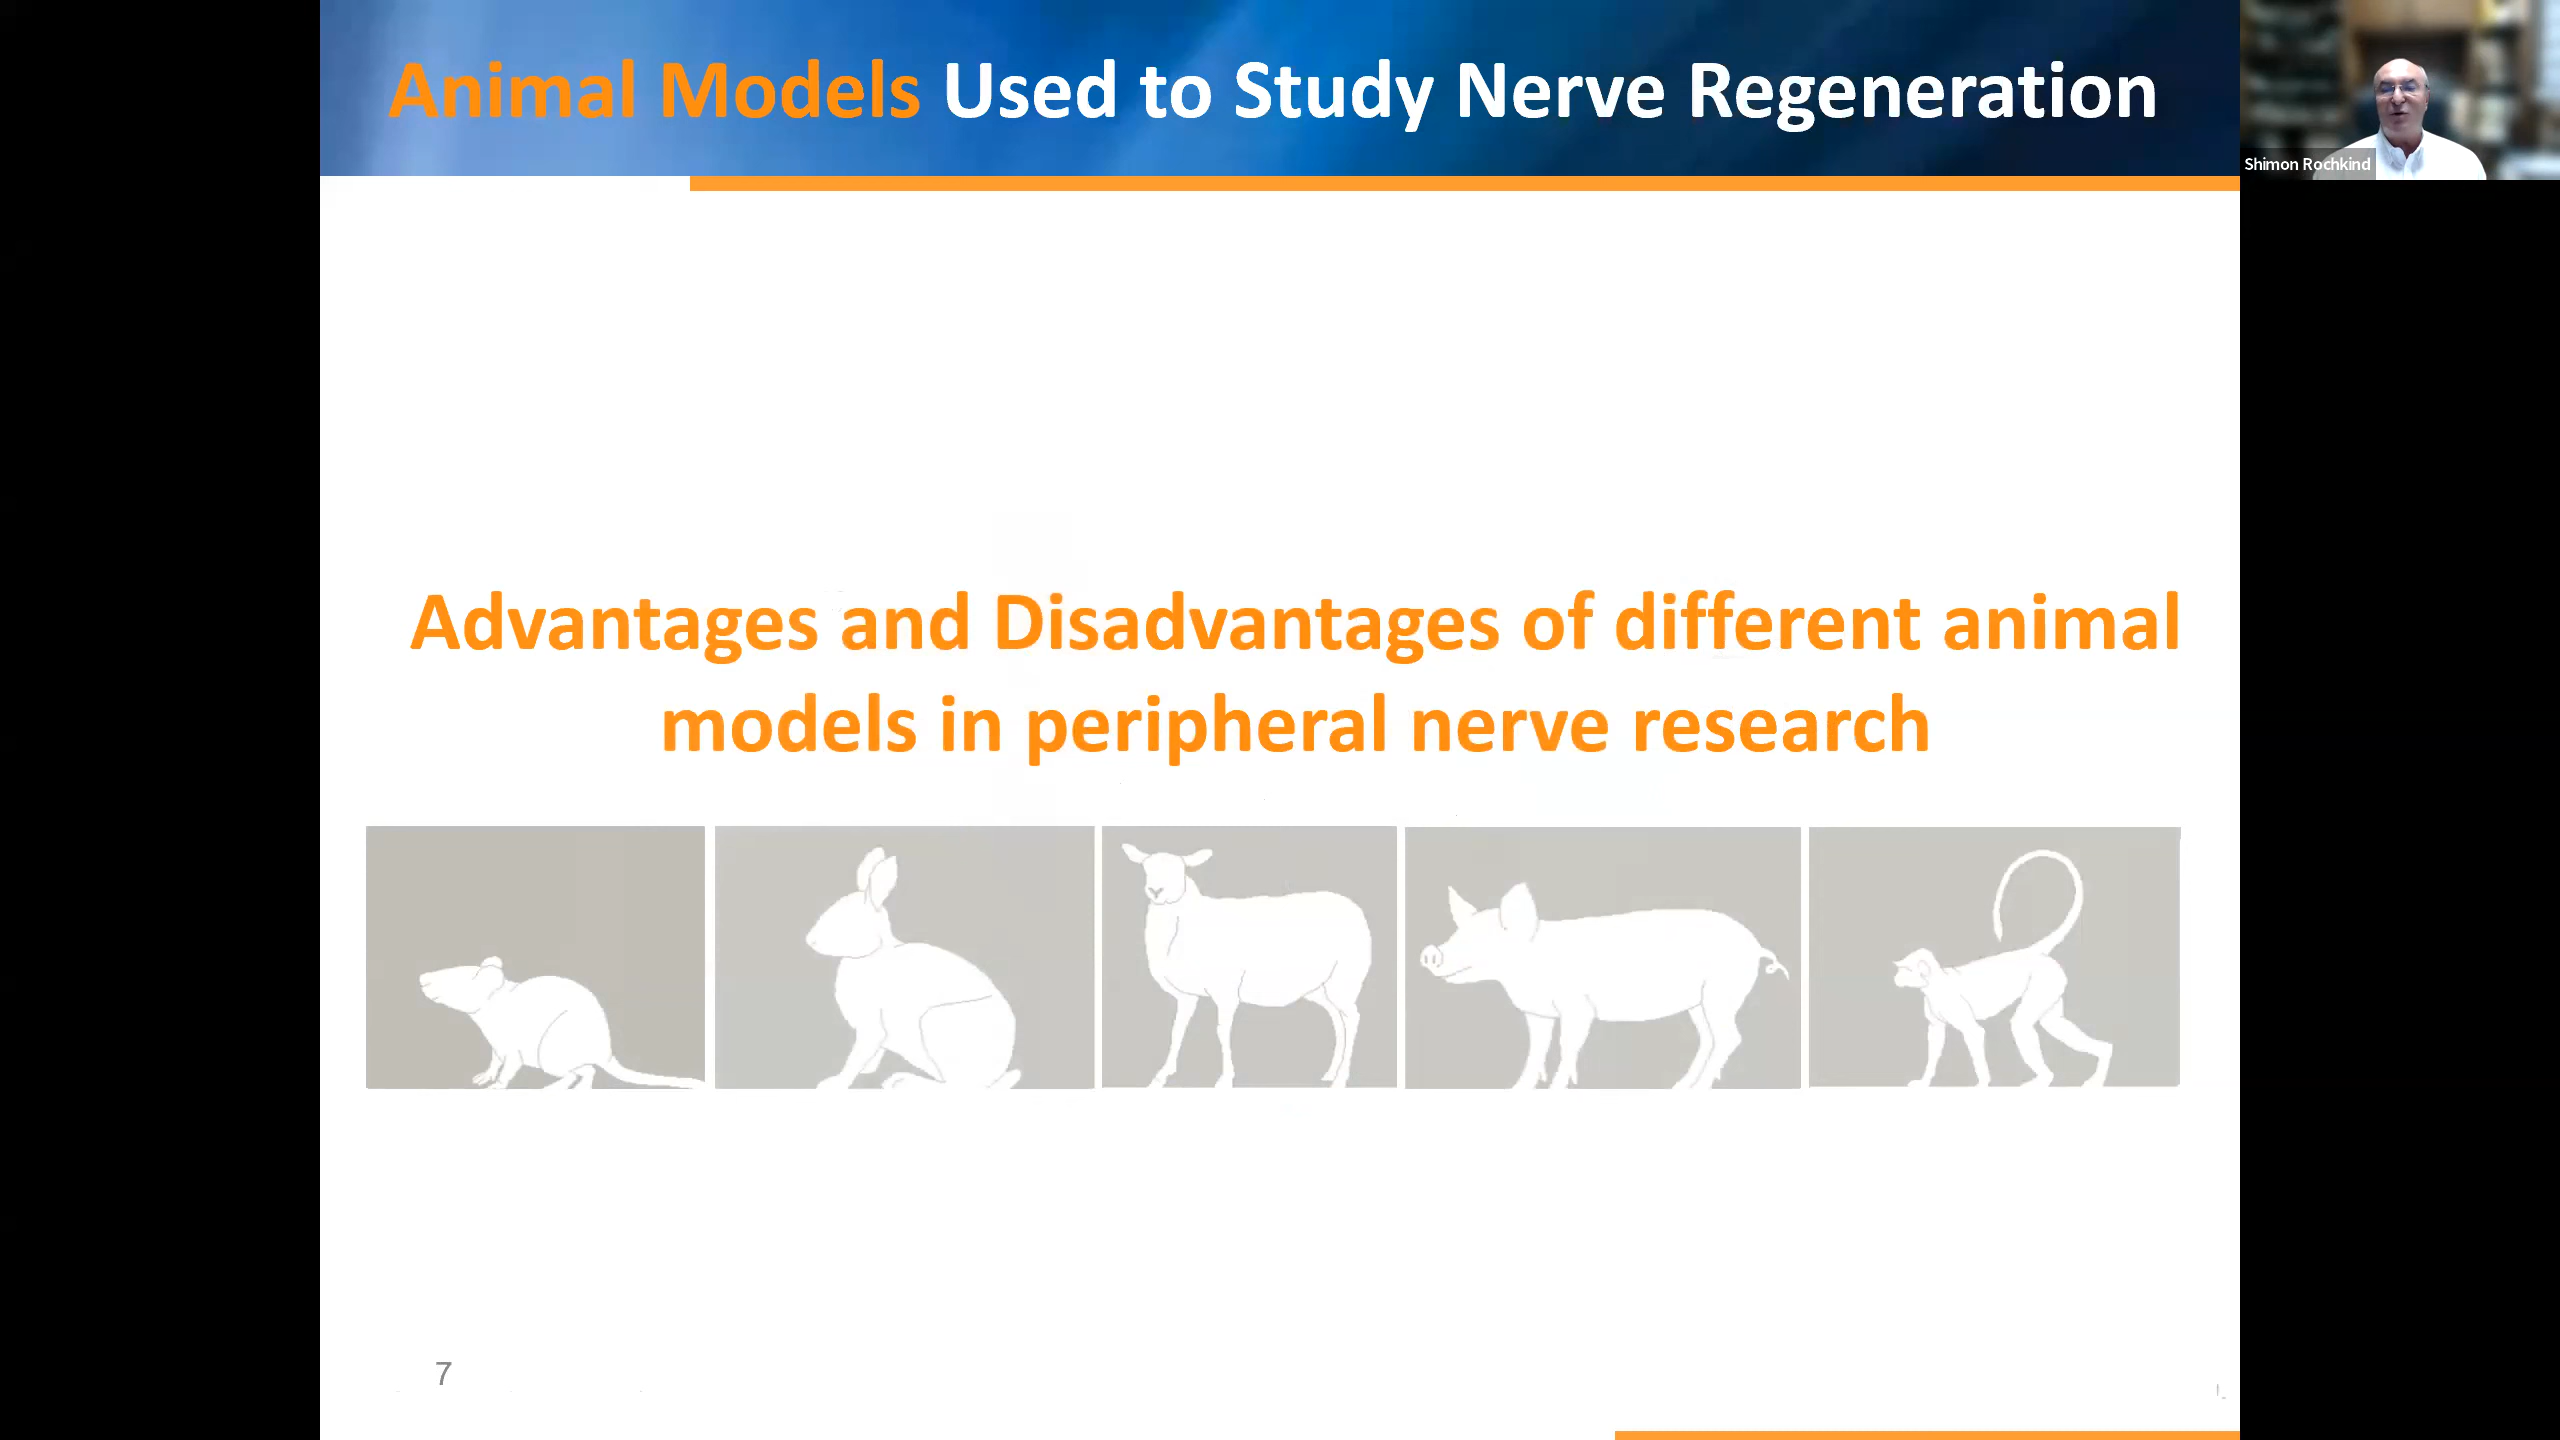 Animal Models Used to Study Nerve Regeneration
Shimon Rochkind
Advantages and Disadvantages of different animal
models in peripheral nerve research
7